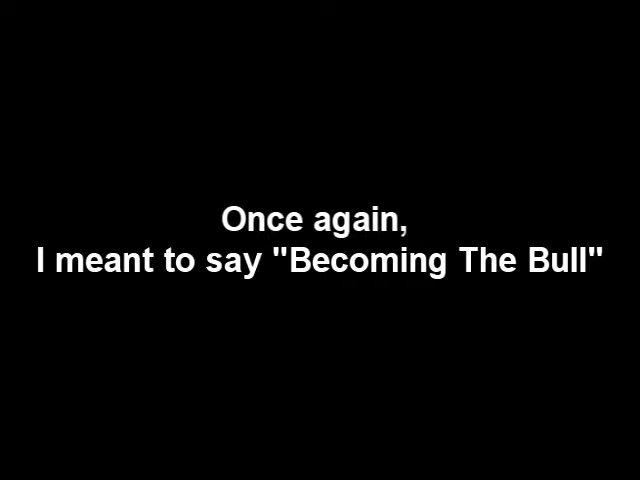 Once again,
I meant to say "Becoming The Bull"